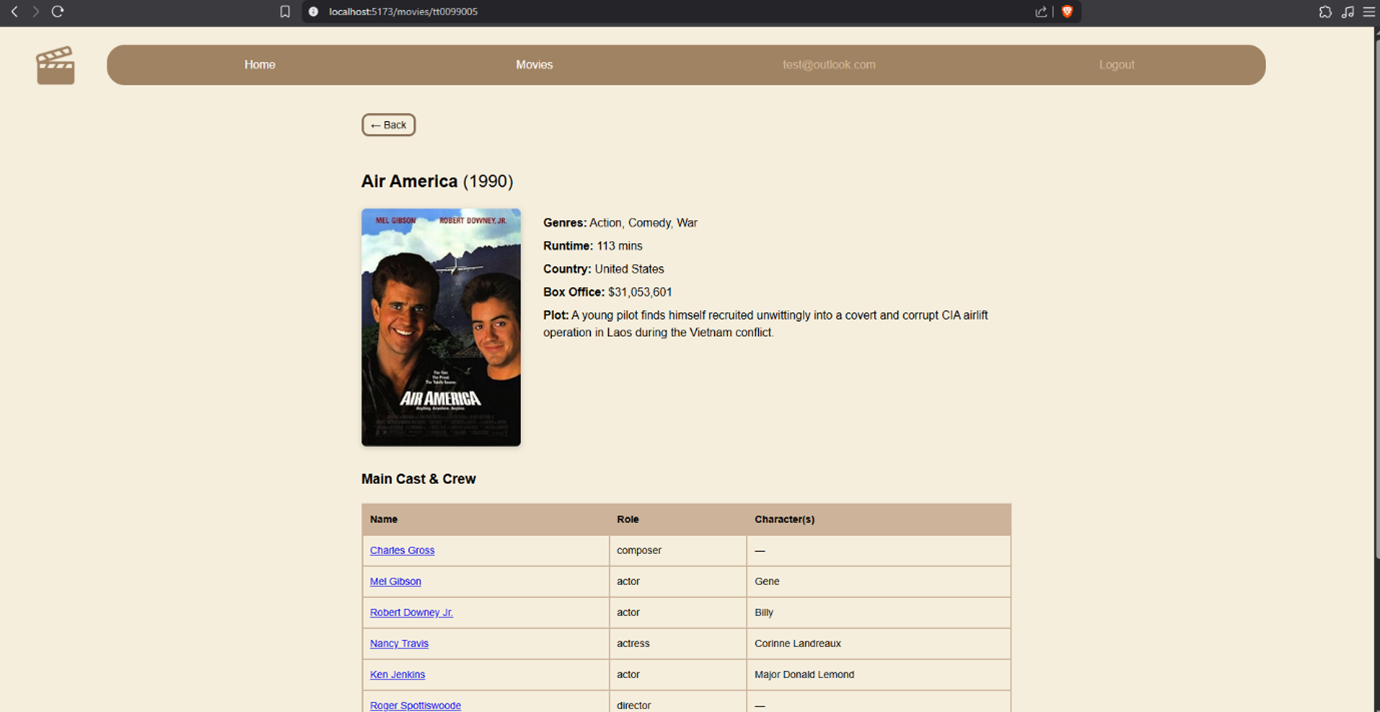 localhost:5173/movies/tt0099005
Home Movies test@outlook.com Logout
← Back
Air America (1990)
MEL GIBSON ROBERT DOWNEY, JR.
AIR AMERICA
Genres: Action, Comedy, War
Runtime: 113 mins
Country: United States
Box Office: $31,053,601
Plot: A young pilot finds himself recruited unwittingly into a covert and corrupt CIA airlift
operation in Laos during the Vietnam conflict.
Main Cast & Crew
Name Role Character(s)
Charles Gross composer —
Mel Gibson actor Gene
Robert Downey Jr. actor Billy
Nancy Travis actress Corinne Landreaux
Ken Jenkins actor Major Donald Lemond
Roger Spottiswoode director —